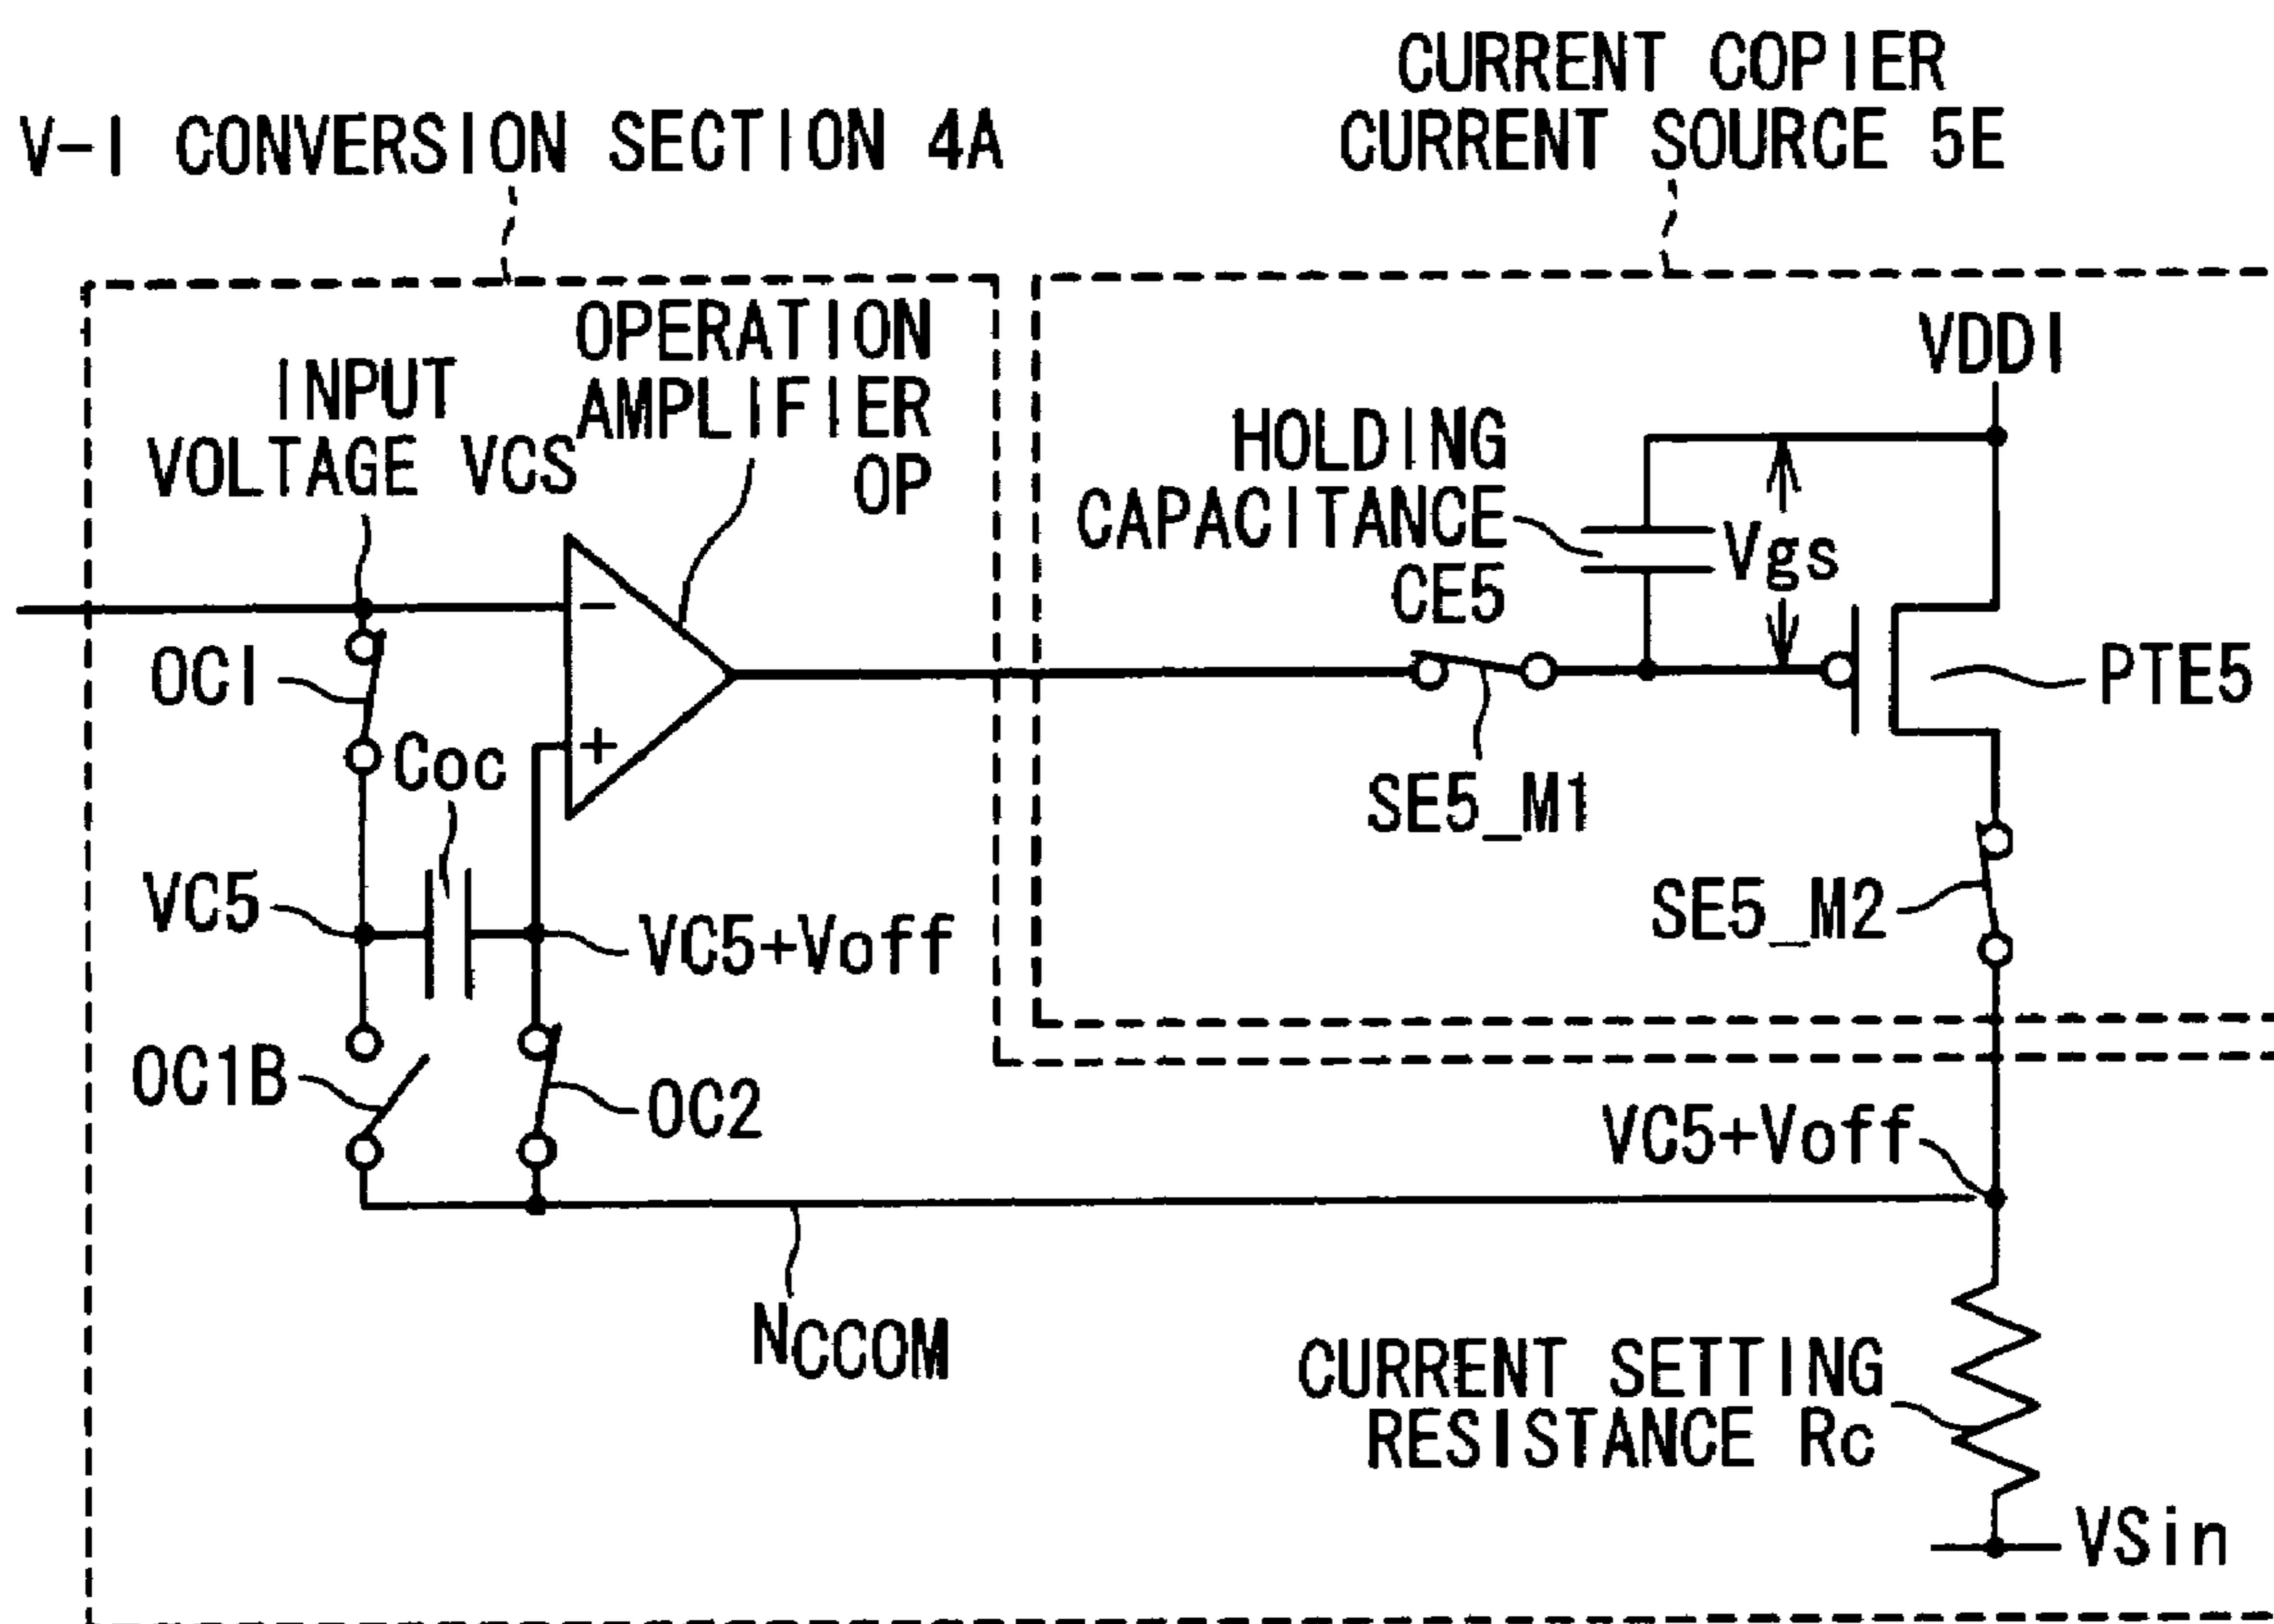 CURRENT COPIER
CURRENT SOURCE 5E
V-I CONVERSION SECTION 4A
OPERATION
AMPLIFIER
OP
INPUT
VOLTAGE VCS
VDDI
HOLDING
CAPACITANCE
CE5
Vgs
−
+
OC1
Coc
PTE5
SE5_M1
VC5
VC5+Voff
SE5_M2
OC1B
OC2
VC5+Voff
NCCOM
CURRENT SETTING
RESISTANCE Rc
VSin